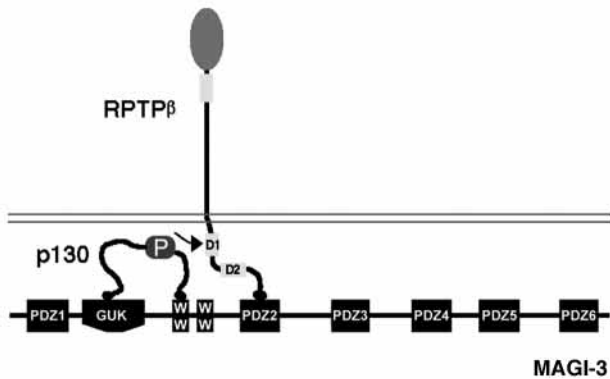 RPTPβ
p130
P
D1
D2
PDZ1 GUK W W PDZ2 PDZ3 PDZ4 PDZ5 PDZ6
W W
MAGI-3